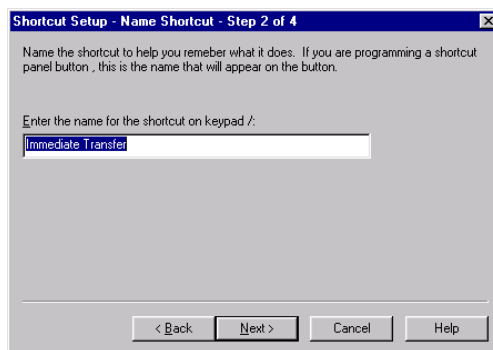 Shortcut Setup - Name Shortcut - Step 2 of 4
Name the shortcut to help you remeber what it does. If you are programming a shortcut
panel button , this is the name that will appear on the button.
Enter the name for the shortcut on keypad /:
Immediate Transfer
< Back Next > Cancel Help